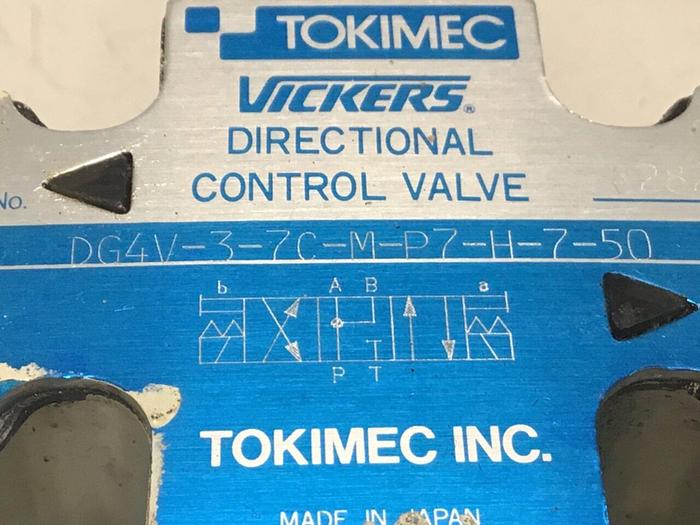 TOKIMEC
VICKERS®
DIRECTIONAL
CONTROL VALVE
No.
DG4V-3-7C-M-P7-H-7-50
b A B a
T
P T
TOKIMEC INC.
MADE IN JAPAN